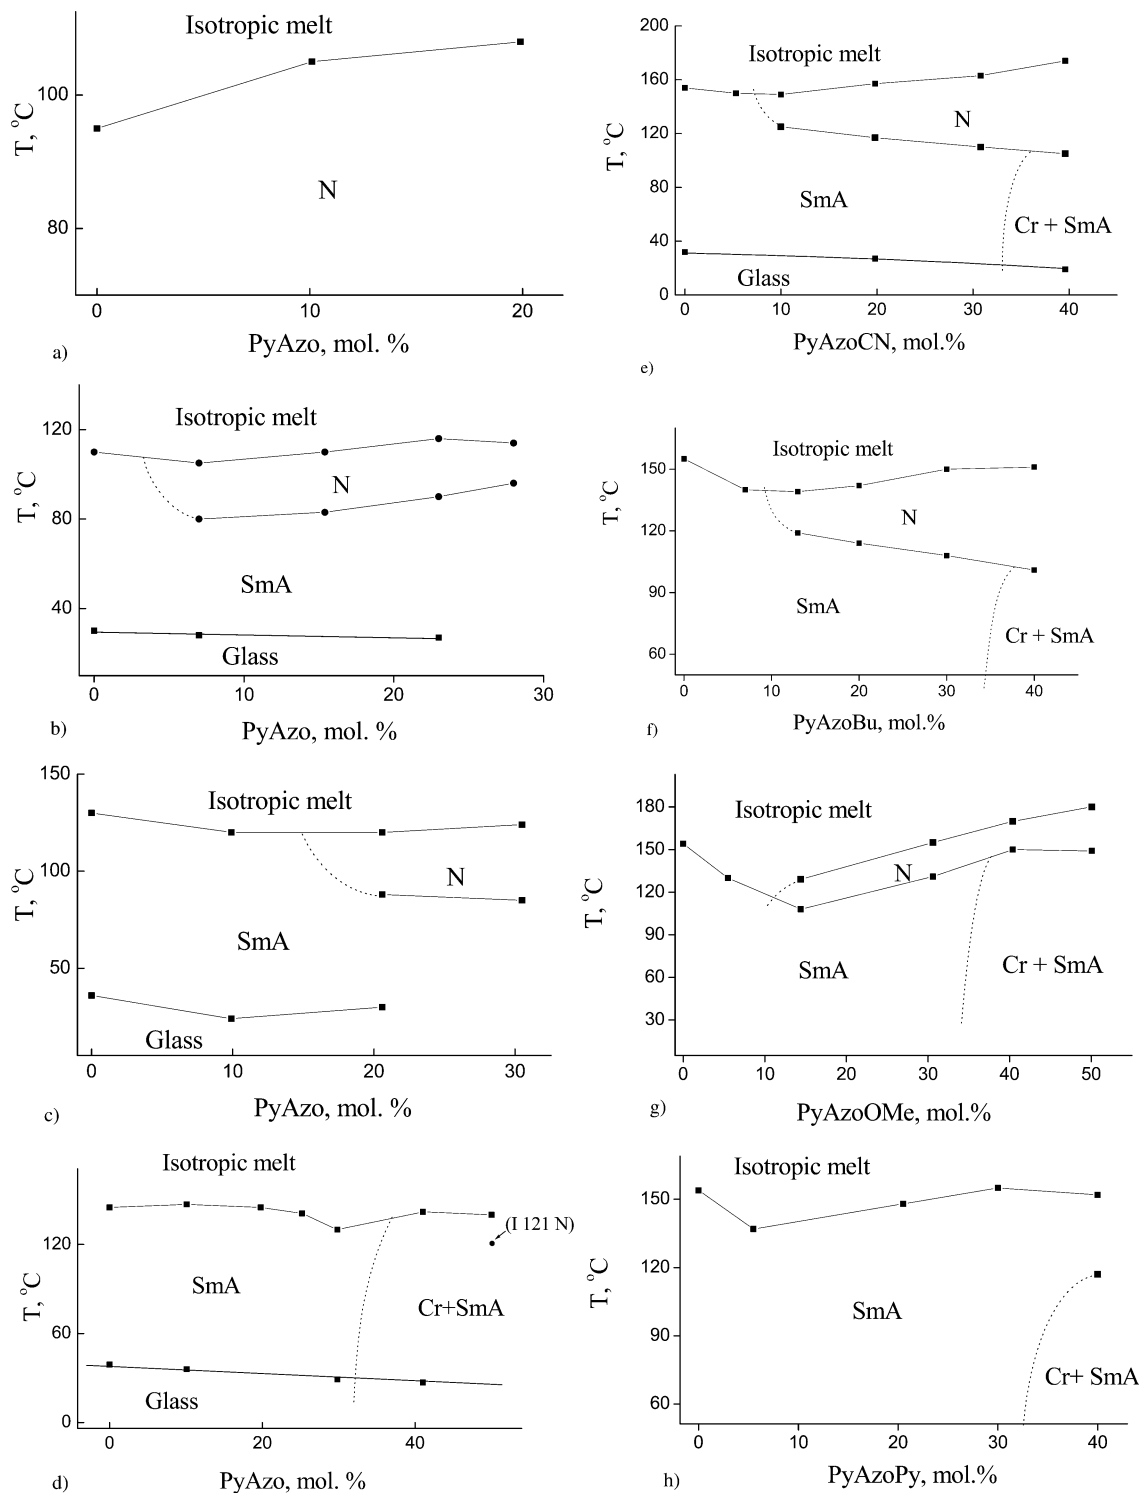 Isotropic melt
100
80
T, °C
N
0
10
20
PyAzo, mol. %
a)
Isotropic melt
120
80
40
T, °C
N
SmA
Glass
0
10
20
30
PyAzo, mol. %
b)
150
100
50
T, °C
Isotropic melt
N
SmA
Glass
0
10
20
30
PyAzo, mol. %
c)
Isotropic melt
120
60
0
T, °C
(I 121 N)
SmA
Cr+SmA
Glass
0
20
40
PyAzo, mol. %
d)
200
160
120
80
40
0
T, °C
Isotropic melt
N
SmA
Cr + SmA
Glass
0
10
20
30
40
PyAzoCN, mol.%
e)
150
120
90
60
T, °C
Isotropic melt
N
SmA
Cr + SmA
0
10
20
30
40
PyAzoBu, mol.%
f)
180
150
120
90
60
30
T, °C
Isotropic melt
N
SmA
Cr + SmA
0
10
20
30
40
50
PyAzoOMe, mol.%
g)
150
120
90
60
T, °C
Isotropic melt
SmA
Cr+ SmA
0
10
20
30
40
PyAzoPy, mol.%
h)